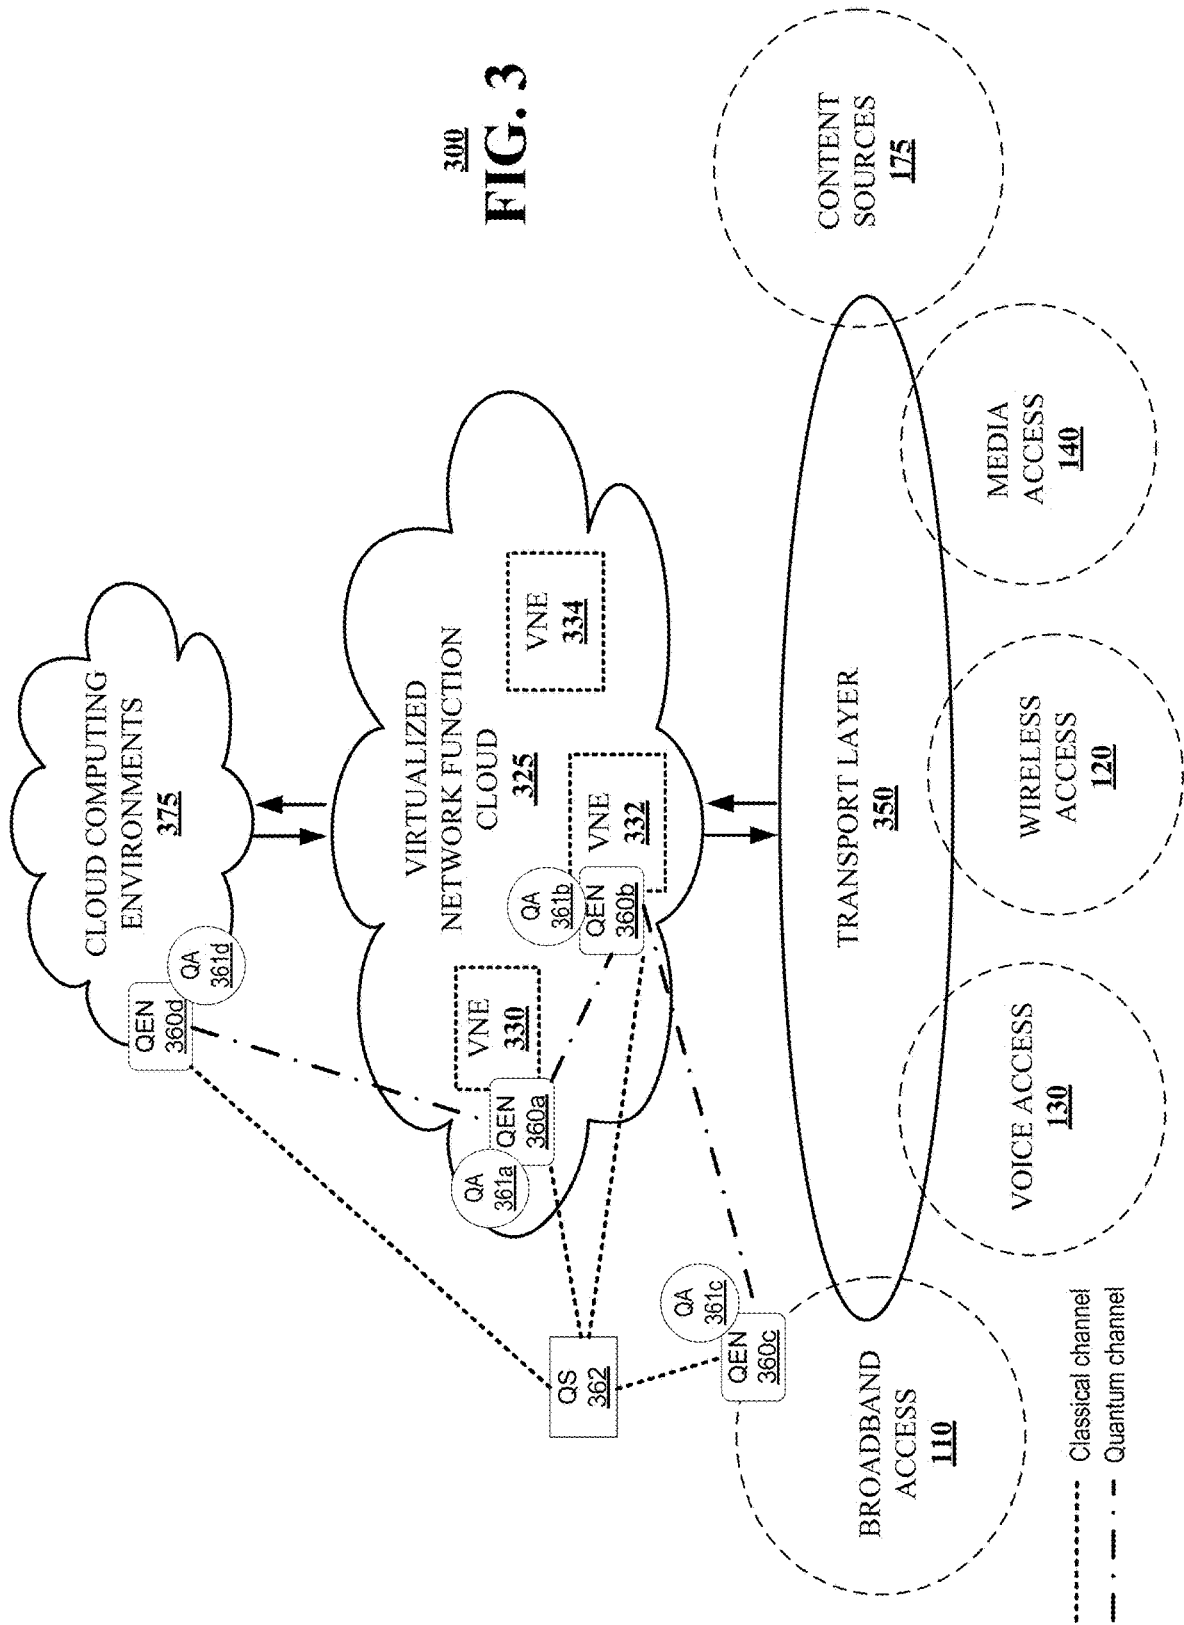 CLOUD COMPUTING
ENVIRONMENTS
375
QEN
360d
QA
361d
VIRTUALIZED
NETWORK FUNCTION
CLOUD
325
VNE
330
VNE
332
VNE
334
QA
361a
QEN
360a
QA
361b
QEN
360b
QS
362
QA
361c
QEN
360c
TRANSPORT LAYER
350
BROADBAND
ACCESS
110
VOICE ACCESS
130
WIRELESS
ACCESS
120
MEDIA
ACCESS
140
CONTENT
SOURCES
175
Classical channel
Quantum channel
300
FIG. 3